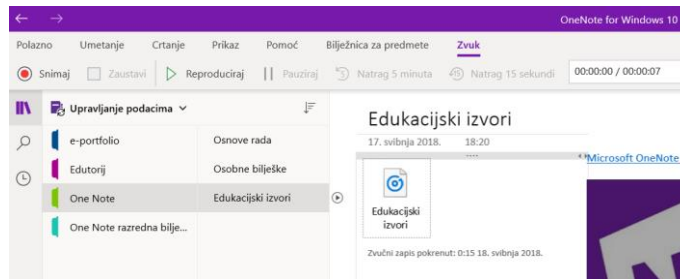 OneNote for Windows 10
Polazno Umetanje Crtanje Prikaz Pomoć Bilježnica za predmete Zvuk
Snimaj Zaustavi Reproduciraj Pauziraj Natrag 5 minuta Natrag 15 sekundi 00:00:00 / 00:00:07
Upravljanje podacima
e-portfolio Osnove rada
Edutorij Osobne bilješke
One Note Edukacijski izvori
One Note razredna bilje...
Edukacijski izvori
17. svibnja 2018. 18:20
Microsoft OneNote
Edukacijski
izvori
Zvučni zapis pokrenut: 0:15 18. svibnja 2018.